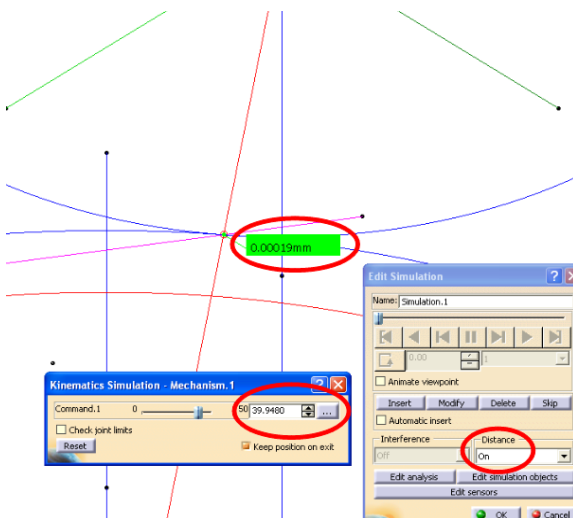 0.00019mm
Edit Simulation
Name: Simulation.1
0.00
1
Animate viewpoint
Insert Modify Delete Skip
Automatic insert
Interference
Off
Distance
On
Edit analysis Edit simulation objects
Edit sensors
OK Cancel
Kinematics Simulation - Mechanism.1
Command.1 0 50 39.9480 ...
Check joint limits
Reset Keep position on exit